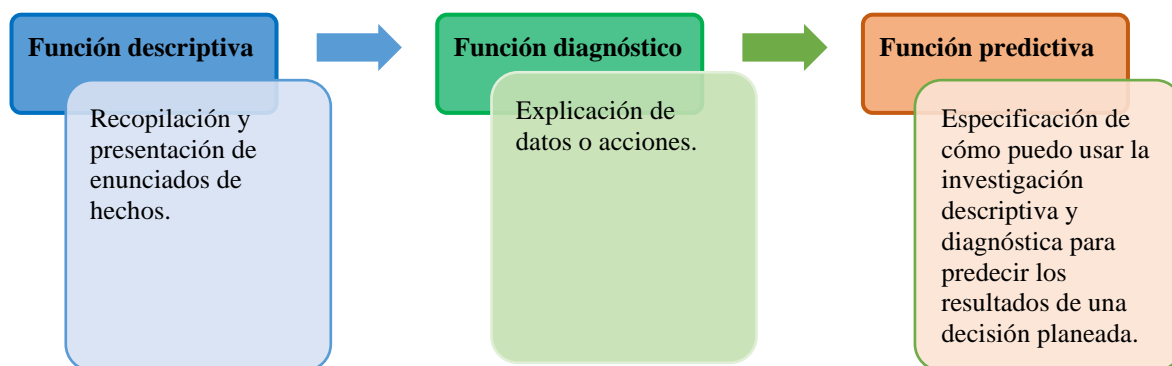 Función descriptiva
Recopilación y
presentación de
enunciados de
hechos.
Función diagnóstico
Explicación de
datos o acciones.
Función predictiva
Especificación de
cómo puedo usar la
investigación
descriptiva y
diagnóstica para
predecir los
resultados de una
decisión planeada.